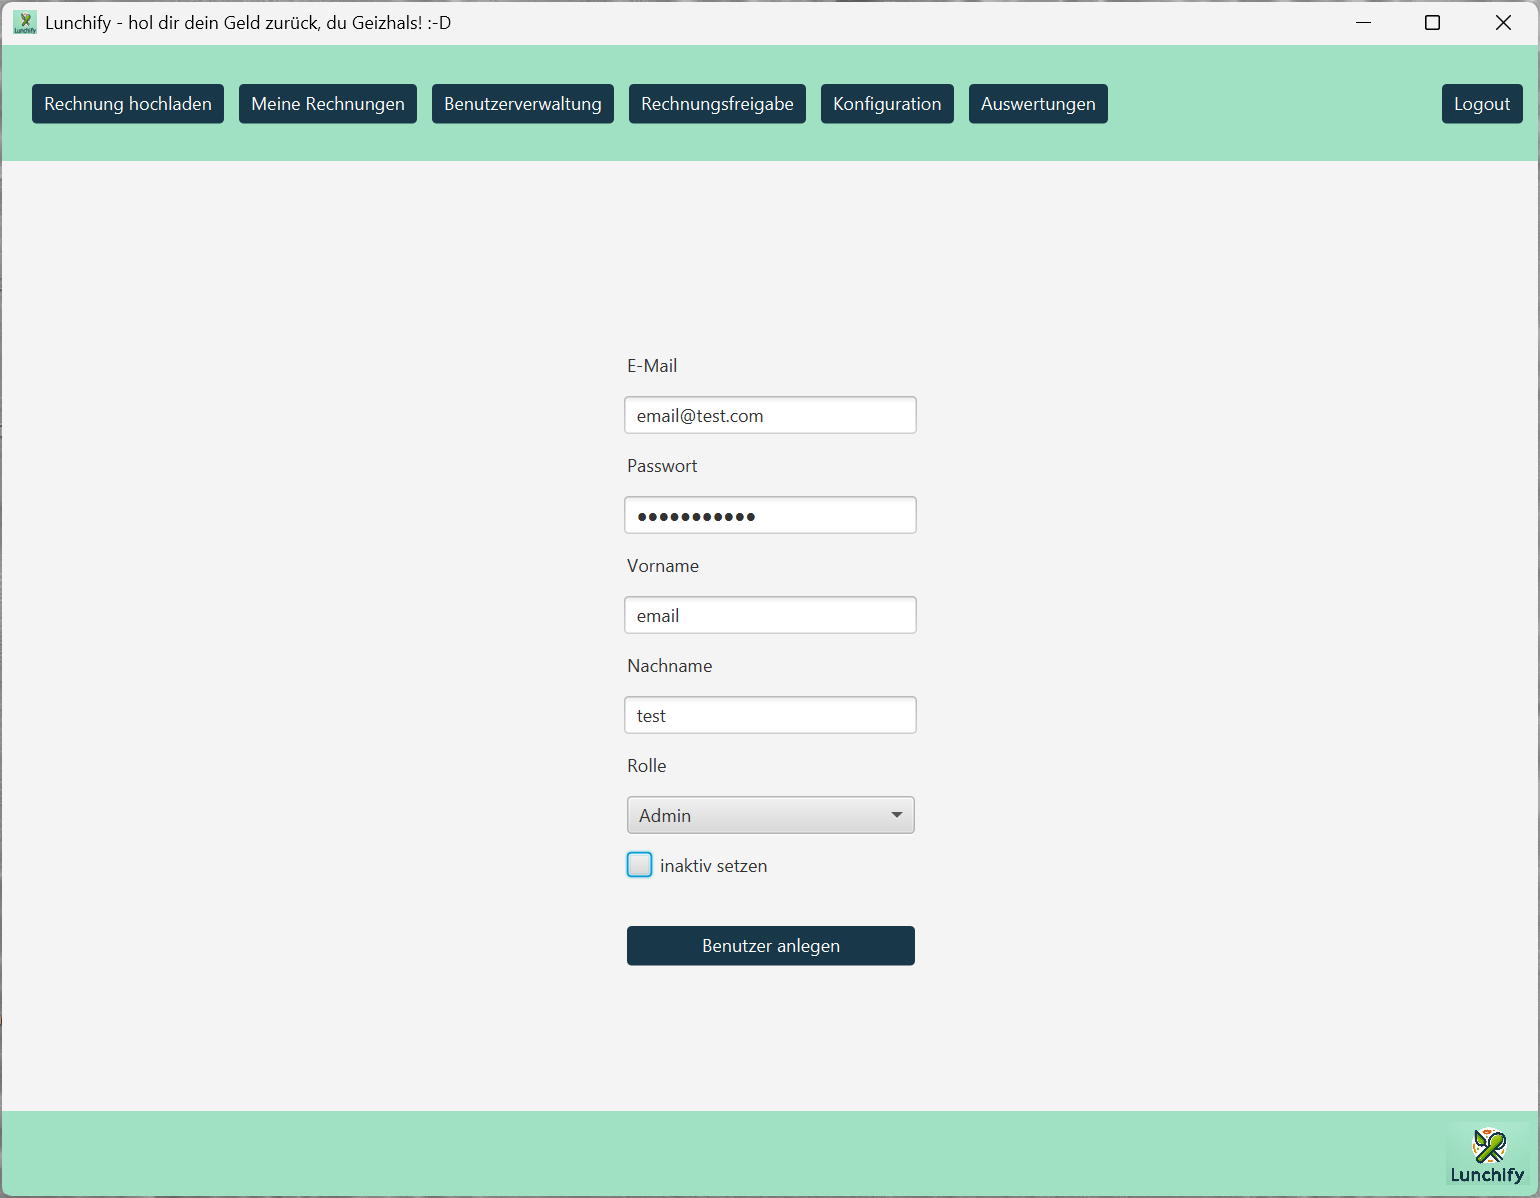 Lunchify - hol dir dein Geld zurück, du Geizhals! :-D
Rechnung hochladen Meine Rechnungen Benutzerverwaltung Rechnungsfreigabe Konfiguration Auswertungen Logout
E-Mail
email@test.com
Passwort
●●●●●●●●●●●
Vorname
email
Nachname
test
Rolle
Admin
inaktiv setzen
Benutzer anlegen
Lunchify